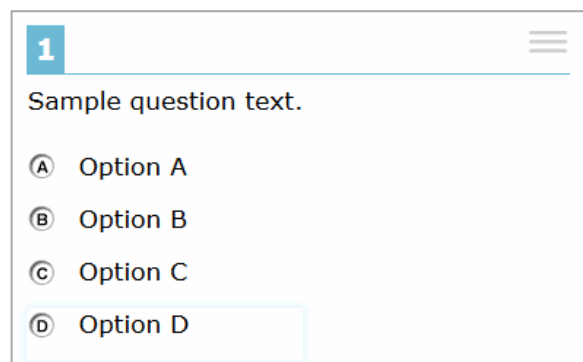 1
Sample question text.
A Option A
B Option B
C Option C
D Option D